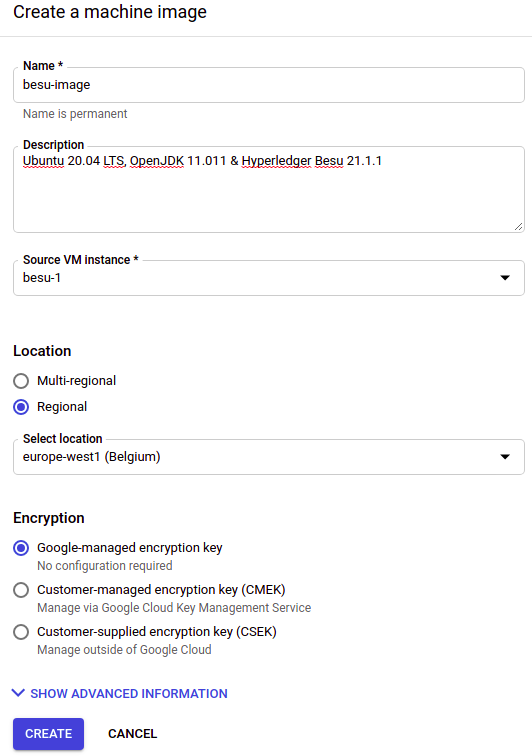 Create a machine image
Name *
besu-image
Name is permanent
Description
Ubuntu 20.04 LTS, OpenJDK 11.011 & Hyperledger Besu 21.1.1
Source VM instance *
besu-1
Location
Multi-regional
Regional
Select location
europe-west1 (Belgium)
Encryption
Google-managed encryption key
No configuration required
Customer-managed encryption key (CMEK)
Manage via Google Cloud Key Management Service
Customer-supplied encryption key (CSEK)
Manage outside of Google Cloud
SHOW ADVANCED INFORMATION
CREATE CANCEL